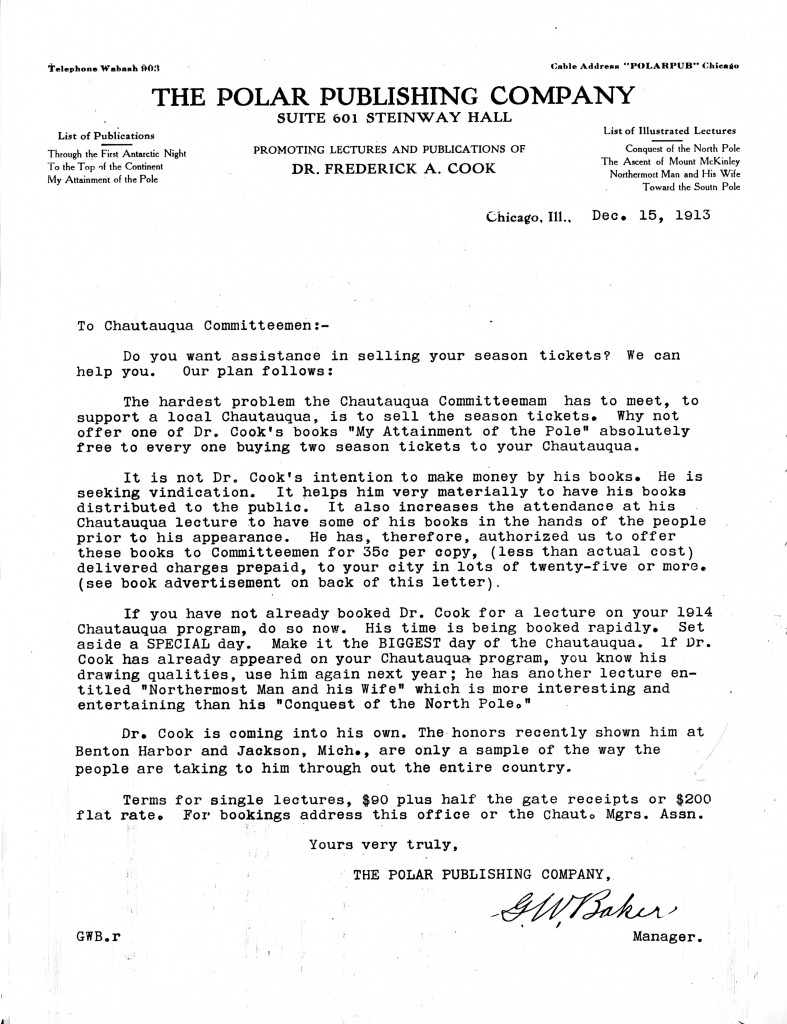 Telephone Wabash 903
Cable Address "POLARPUB" Chicago
THE POLAR PUBLISHING COMPANY
SUITE 601 STEINWAY HALL
List of Publications
Through the First Antarctic Night
To the Top of the Continent
My Attainment of the Pole
PROMOTING LECTURES AND PUBLICATIONS OF
DR. FREDERICK A. COOK
List of Illustrated Lectures
Conquest of the North Pole
The Ascent of Mount McKinley
Northermost Man and His Wife
Toward the South Pole
Chicago, Ill., Dec. 15, 1913
To Chautauqua Committeemen:-
Do you want assistance in selling your season tickets? We can
help you. Our plan follows:
The hardest problem the Chautauqua Committeemam has to meet, to
support a local Chautauqua, is to sell the season tickets. Why not
offer one of Dr. Cook's books "My Attainment of the Pole" absolutely
free to every one buying two season tickets to your Chautauqua.
It is not Dr. Cook's intention to make money by his books. He is
seeking vindication. It helps him very materially to have his books
distributed to the public. It also increases the attendance at his
Chautauqua lecture to have some of his books in the hands of the people
prior to his appearance. He has, therefore, authorized us to offer
these books to Committeemen for 35c per copy, (less than actual cost)
delivered charges prepaid, to your city in lots of twenty-five or more.
(see book advertisement on back of this letter).
If you have not already booked Dr. Cook for a lecture on your 1914
Chautauqua program, do so now. His time is being booked rapidly. Set
aside a SPECIAL day. Make it the BIGGEST day of the Chautauqua. If Dr.
Cook has already appeared on your Chautauqua program, you know his
drawing qualities, use him again next year; he has another lecture en-
titled "Northermost Man and his Wife" which is more interesting and
entertaining than his "Conquest of the North Pole."
Dr. Cook is coming into his own. The honors recently shown him at
Benton Harbor and Jackson, Mich., are only a sample of the way the
people are taking to him through out the entire country.
Terms for single lectures, $90 plus half the gate receipts or $200
flat rate. For bookings address this office or the Chaut. Mgrs. Assn.
Yours very truly,
THE POLAR PUBLISHING COMPANY,
G.W. Baker
GWB.r
Manager.